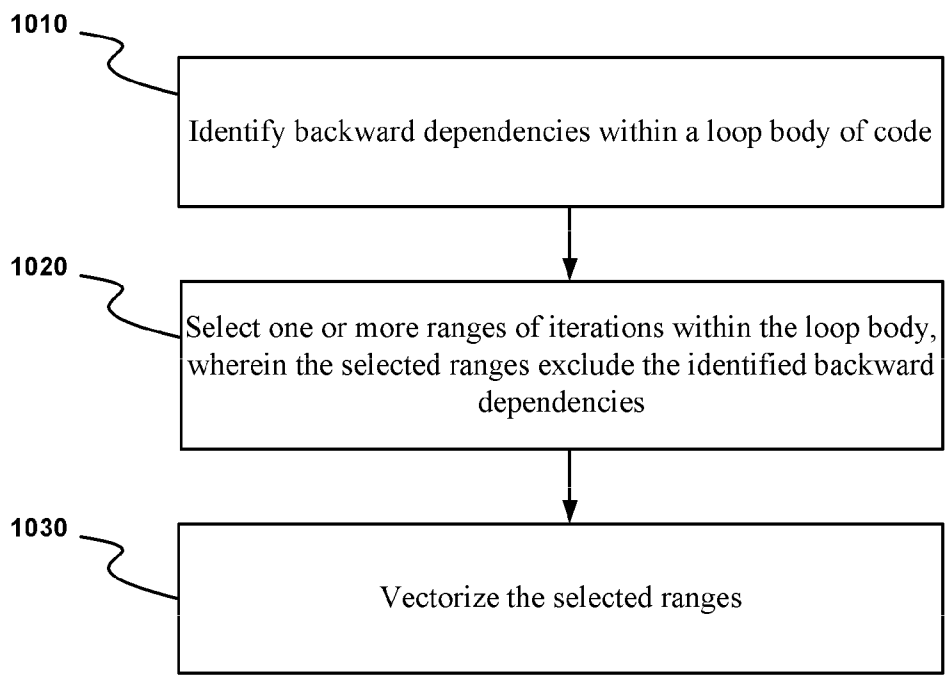 1010
Identify backward dependencies within a loop body of code
1020
Select one or more ranges of iterations within the loop body,
wherein the selected ranges exclude the identified backward
dependencies
1030
Vectorize the selected ranges